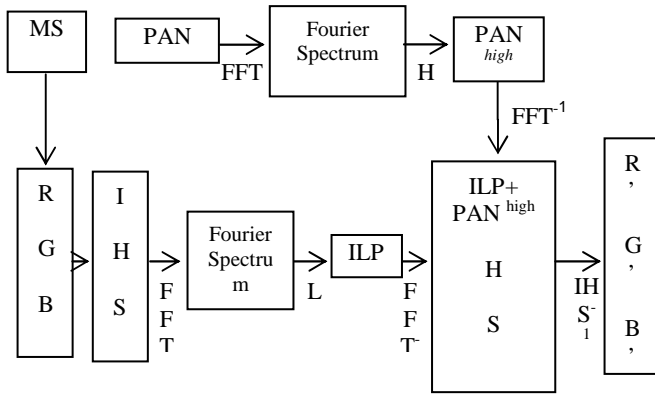 MS
PAN
FFT
Fourier
Spectrum
H
PAN
high
FFT-1
R
G
B
I
H
S
F
F
T
Fourier
Spectru
m
L
ILP
F
F
T-
ILP+
PAN high
H
S
IH
S-
1
R’
G’
B’